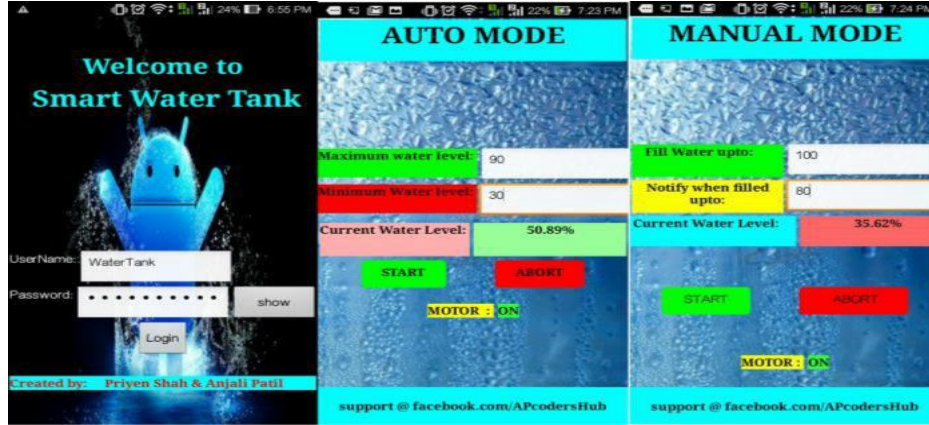 24% 6:55 PM
Welcome to
Smart Water Tank
UserName: WaterTank
Password: • • • • • • • • • • show
Login
Created by: Priyen Shah & Anjali Patil
22% 7:23 PM
AUTO MODE
Maximum water level: 90
Minimum Water level: 30
Current Water Level: 50.89%
START ABORT
MOTOR : ON
support @ facebook.com/APcodersHub
22% 7:24 PM
MANUAL MODE
Fill Water upto: 100
Notify when filled
upto: 80
Current Water Level: 35.62%
START ABORT
MOTOR : ON
support @ facebook.com/APcodersHub